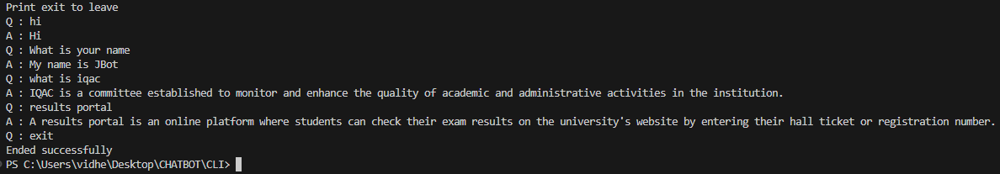 Print exit to leave
Q : hi
A : Hi
Q : What is your name
A : My name is JBot
Q : what is iqac
A : IQAC is a committee established to monitor and enhance the quality of academic and administrative activities in the institution.
Q : results portal
A : A results portal is an online platform where students can check their exam results on the university's website by entering their hall ticket or registration number.
Q : exit
Ended successfully
PS C:\Users\vidhe\Desktop\CHATBOT\CLI>